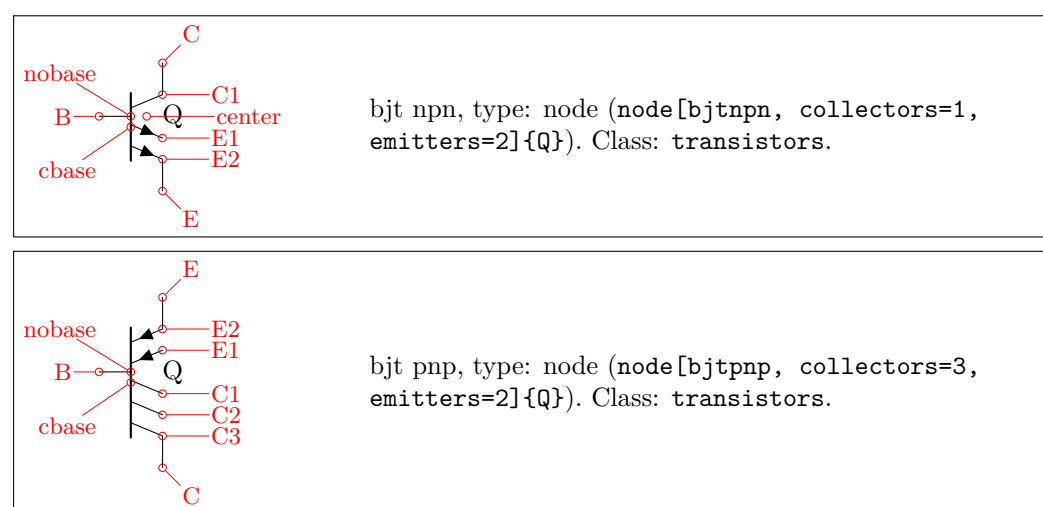 C
nobase
C1
B
Q
center
E1
E2
cbase
E
bjt npn, type: node (node[bjtnpn, collectors=1,
emitters=2]{Q}). Class: transistors.
E
nobase
E2
E1
B
Q
C1
C2
cbase
C3
C
bjt pnp, type: node (node[bjtpnp, collectors=3,
emitters=2]{Q}). Class: transistors.